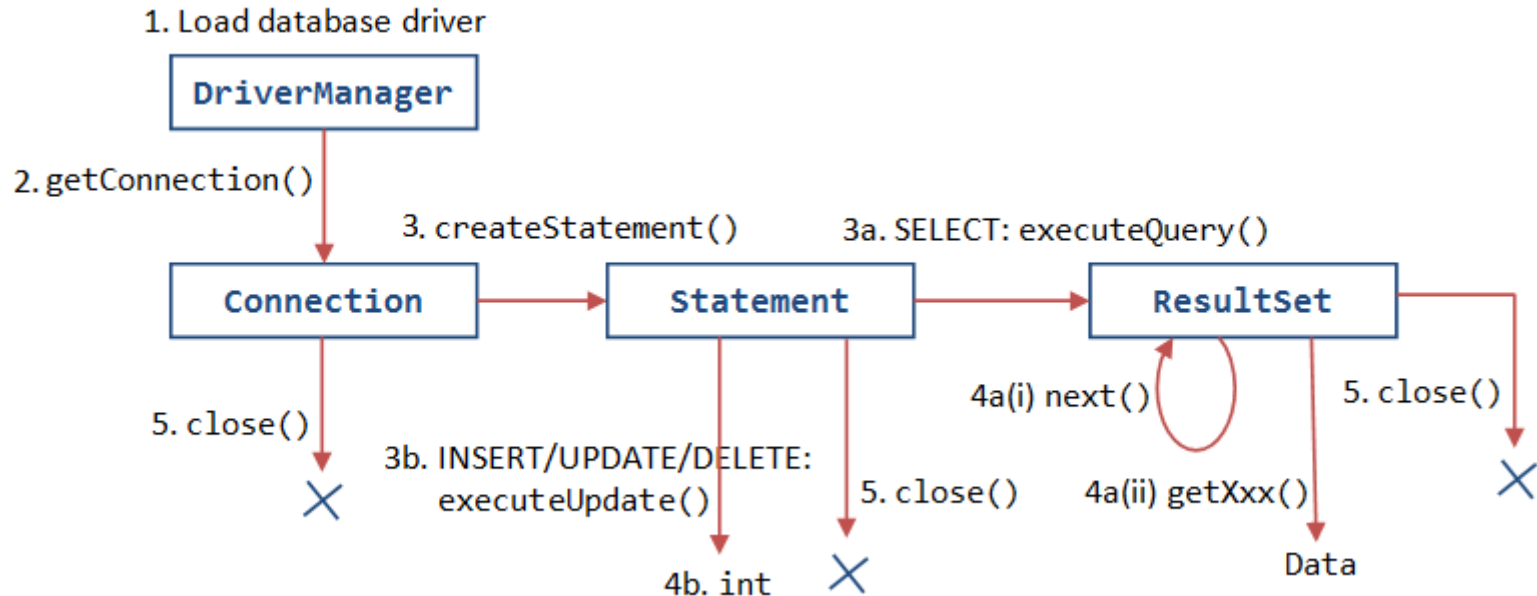 1. Load database driver
DriverManager
2. getConnection()
3. createStatement()
3a. SELECT: executeQuery()
Connection
Statement
ResultSet
4a(i) next()
5. close()
5. close()
3b. INSERT/UPDATE/DELETE:
executeUpdate()
5. close()
4a(ii) getXxx()
4b. int
Data